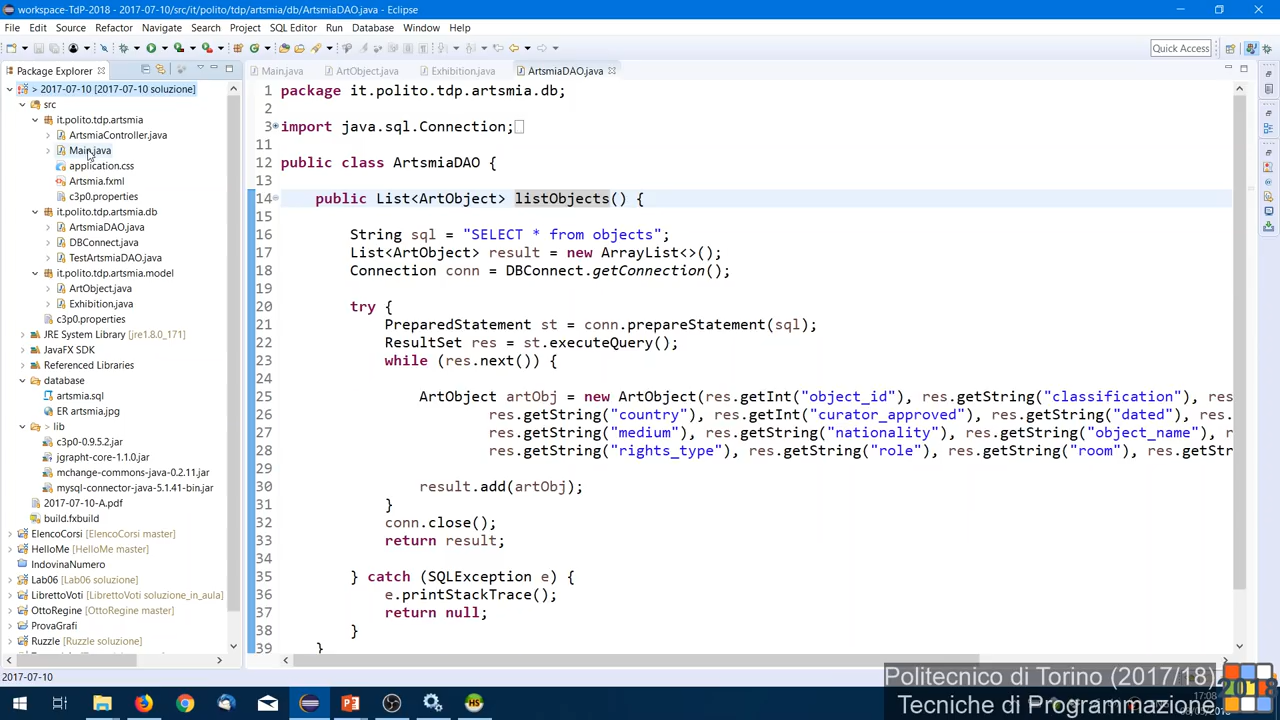 workspace-TdP-2018 - 2017-07-10/src/it/polito/tdp/artsmia/db/ArtsmiaDAO.java - Eclipse
File Edit Source Refactor Navigate Search Project SQL Editor Run Database Window Help
Quick Access
Package Explorer
Main.java ArtObject.java Exhibition.java ArtsmiaDAO.java
> 2017-07-10 [2017-07-10 soluzione]
src
it.polito.tdp.artsmia
ArtsmiaController.java
Main.java
application.css
Artsmia.fxml
c3p0.properties
it.polito.tdp.artsmia.db
ArtsmiaDAO.java
DBConnect.java
TestArtsmiaDAO.java
it.polito.tdp.artsmia.model
ArtObject.java
Exhibition.java
c3p0.properties
JRE System Library [jre1.8.0_171]
JavaFX SDK
Referenced Libraries
database
artsmia.sql
ER artsmia.jpg
> lib
c3p0-0.9.5.2.jar
jgrapht-core-1.1.0.jar
mchange-commons-java-0.2.11.jar
mysql-connector-java-5.1.41-bin.jar
2017-07-10-A.pdf
build.fxbuild
ElencoCorsi [ElencoCorsi master]
HelloMe [HelloMe master]
IndovinaNumero
Lab06 [Lab06 soluzione]
LibrettoVoti [soluzione_in_aula]
OttoRegine [OttoRegine master]
ProvaGrafi
Ruzzle [Ruzzle soluzione]
1 package it.polito.tdp.artsmia.db;
2
3 import java.sql.Connection;
11
12 public class ArtsmiaDAO {
13
14 public List<ArtObject> listObjects() {
15
16 String sql = "SELECT * from objects";
17 List<ArtObject> result = new ArrayList<>();
18 Connection conn = DBConnect.getConnection();
19
20 try {
21 PreparedStatement st = conn.prepareStatement(sql);
22 ResultSet res = st.executeQuery();
23 while (res.next()) {
24
25 ArtObject artObj = new ArtObject(res.getInt("object_id"), res.getString("classification"), res
26 res.getString("country"), res.getInt("curator_approved"), res.getString("dated"), res.
27 res.getString("medium"), res.getString("nationality"), res.getString("object_name"), r
28 res.getString("rights_type"), res.getString("role"), res.getString("room"), res.getStr
29
30 result.add(artObj);
31 }
32 conn.close();
33 return result;
34
35 } catch (SQLException e) {
36 e.printStackTrace();
37 return null;
38 }
39 }
2017-07-10
Politecnico di Torino (2017/18)
Tecniche di Programmazione
2018
17:08